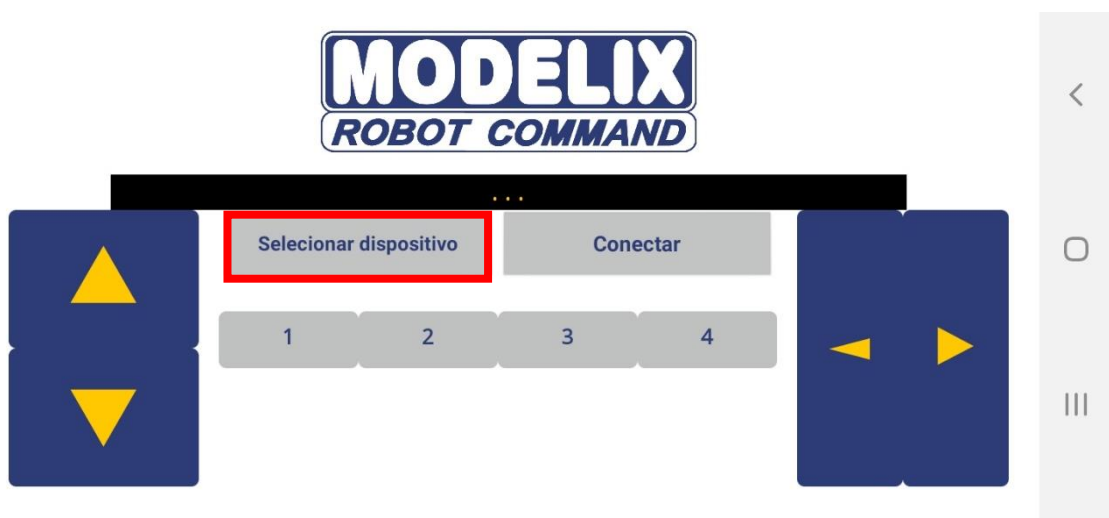 MODELIX
ROBOT COMMAND
...
Selecionar dispositivo
Conectar
1
2
3
4